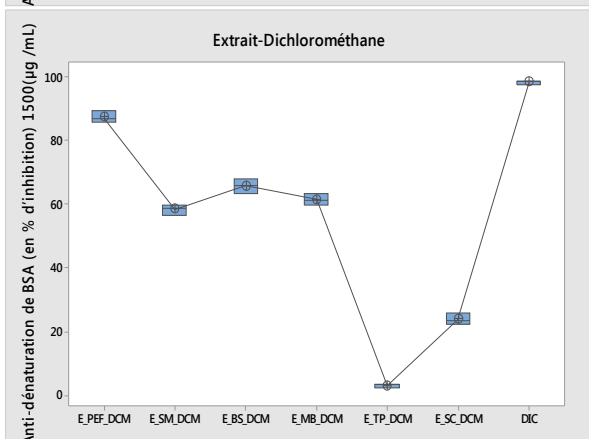 Extrait-Dichlorométhane
Anti-dénaturation de BSA (en % d'inhibition) 1500(µg /mL)
100
80
60
40
20
0
E_PEF_DCM E_SM_DCM E_BS_DCM E_MB_DCM E_TP_DCM E_SC_DCM DIC